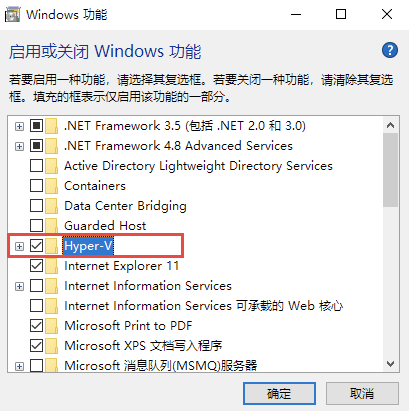 Windows 功能
启用或关闭 Windows 功能
若要启用一种功能，请选择其复选框。若要关闭一种功能，请清除其复选
框。填充的框表示仅启用该功能的一部分。
.NET Framework 3.5 (包括 .NET 2.0 和 3.0)
.NET Framework 4.8 Advanced Services
Active Directory Lightweight Directory Services
Containers
Data Center Bridging
Guarded Host
Hyper-V
Internet Explorer 11
Internet Information Services
Internet Information Services 可承载的 Web 核心
Microsoft Print to PDF
Microsoft XPS 文档写入程序
Microsoft 消息队列(MSMQ)服务器
确定
取消